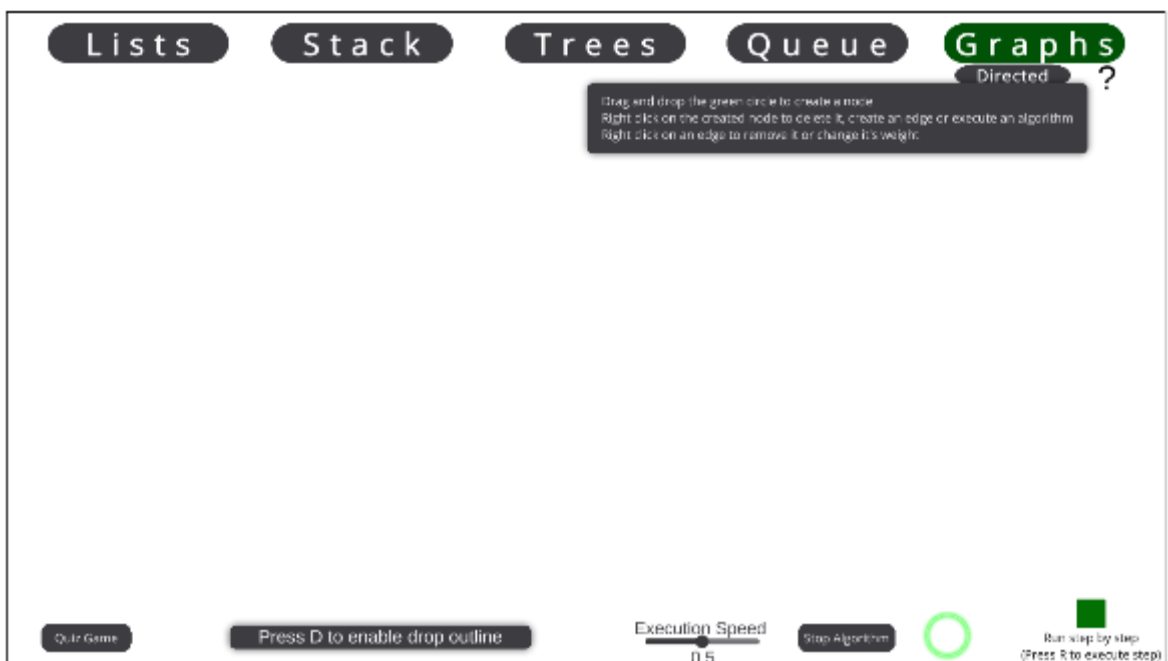 Lists Stack Trees Queue Graphs
Directed ?
Drag and drop the green circle to create a node
Right click on the created node to delete it, create an edge or execute an algorithm
Right click on an edge to remove it or change it's weight
Quiz Game
Press D to enable drop outline
Execution Speed
0.5
Stop Algorithm
Run step by step
(Press R to execute step)